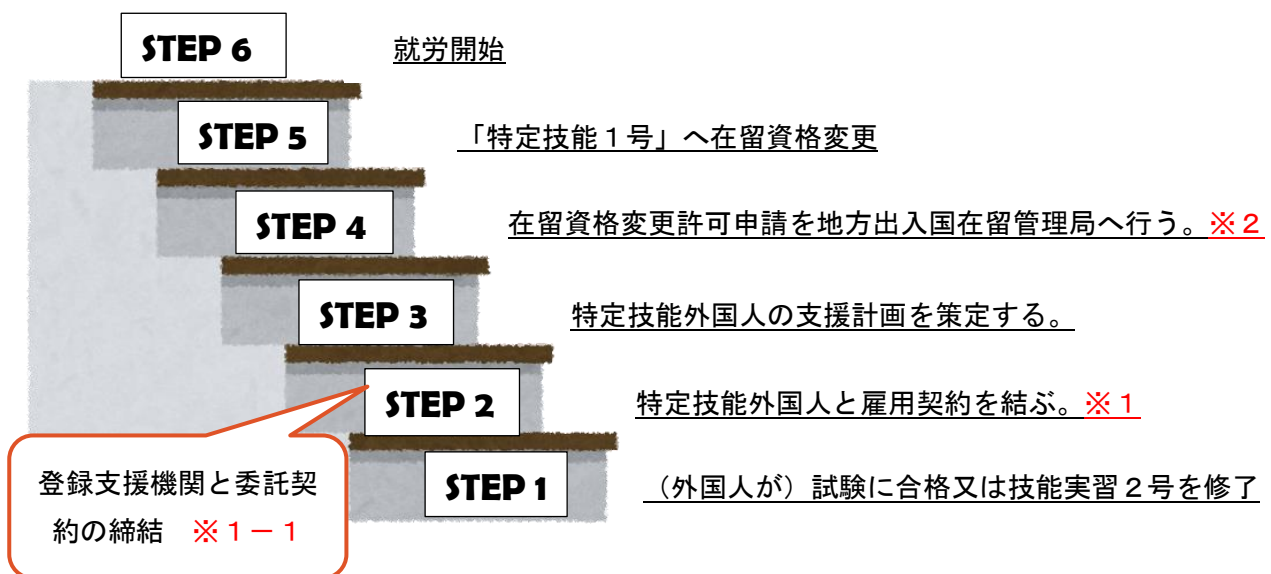 STEP 6 就労開始
STEP 5 「特定技能１号」へ在留資格変更
STEP 4 在留資格変更許可申請を地方出入国在留管理局へ行う。※２
STEP 3 特定技能外国人の支援計画を策定する。
STEP 2 特定技能外国人と雇用契約を結ぶ。※１
登録支援機関と委託契
約の締結　※１－１
STEP 1 （外国人が）試験に合格又は技能実習２号を修了